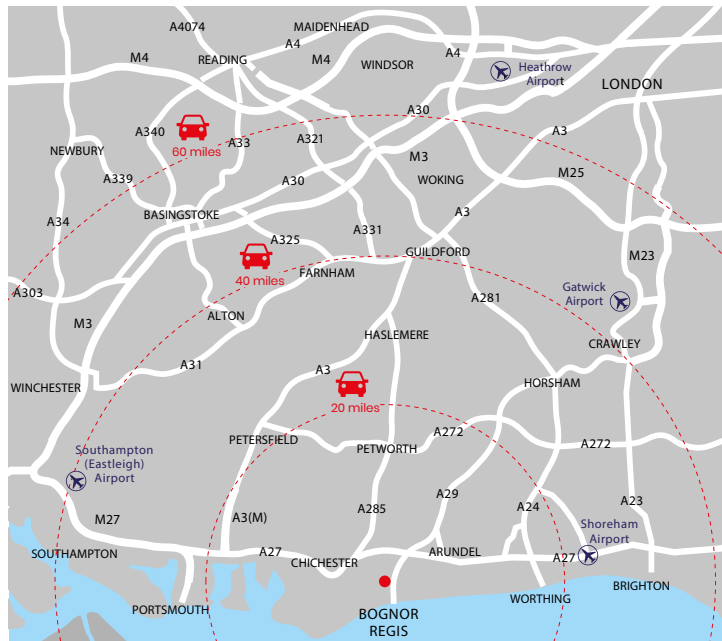 A4074
MAIDENHEAD
A4
M4
READING
M4
WINDSOR
A4
Heathrow
Airport
LONDON
A340
60 miles
A33
A321
A30
A3
NEWBURY
M3
M25
A339
A30
WOKING
BASINGSTOKE
A3
A34
A325
A331
GUILDFORD
M23
FARNHAM
40 miles
A303
Gatwick
Airport
A281
M3
ALTON
HASLEMERE
CRAWLEY
A31
A3
WINCHESTER
HORSHAM
20 miles
PETERSFIELD
A272
A272
PETWORTH
Southampton
(Eastleigh)
Airport
A29
A285
A24
A23
M27
A3(M)
Shoreham
Airport
SOUTHAMPTON
A27
CHICHESTER
ARUNDEL
A27
PORTSMOUTH
BOGNOR
REGIS
WORTHING
BRIGHTON